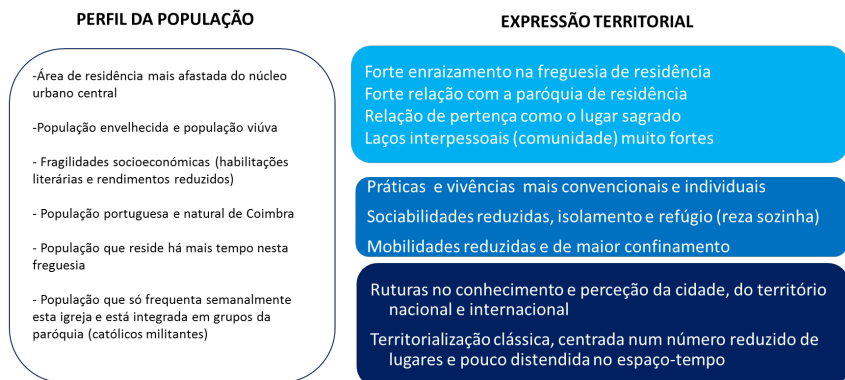 PERFIL DA POPULAÇÃO
-Área de residência mais afastada do núcleo
urbano central
-População envelhecida e população viúva
- Fragilidades socioeconómicas (habilitações
literárias e rendimentos reduzidos)
- População portuguesa e natural de Coimbra
- População que reside há mais tempo nesta
freguesia
- População que só frequenta semanalmente
esta igreja e está integrada em grupos da
paróquia (católicos militantes)
EXPRESSÃO TERRITORIAL
Forte enraizamento na freguesia de residência
Forte relação com a paróquia de residência
Relação de pertença como o lugar sagrado
Laços interpessoais (comunidade) muito fortes
Práticas e vivências mais convencionais e individuais
Sociabilidades reduzidas, isolamento e refúgio (reza sozinha)
Mobilidades reduzidas e de maior confinamento
Ruturas no conhecimento e perceção da cidade, do território
nacional e internacional
Territorialização clássica, centrada num número reduzido de
lugares e pouco distendida no espaço-tempo